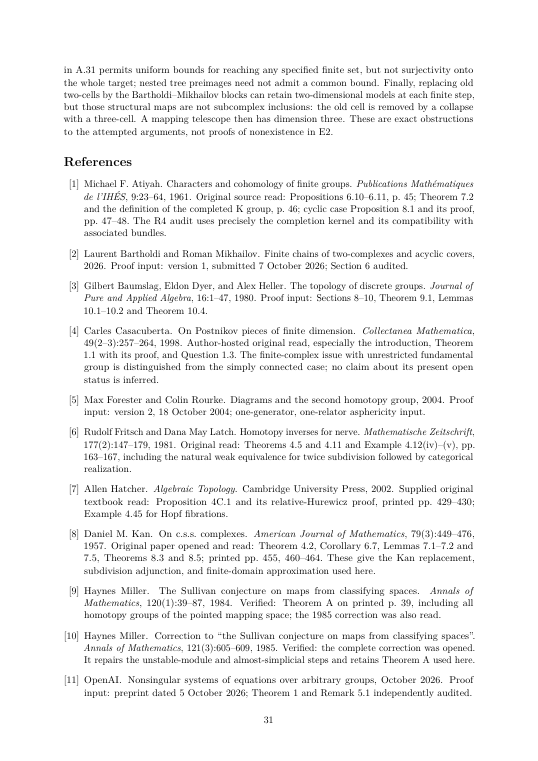 in A.31 permits uniform bounds for reaching any specified finite set, but not surjectivity onto
the whole target; nested tree preimages need not admit a common bound. Finally, replacing old
two-cells by the Bartholdi–Mikhailov blocks can retain two-dimensional models at each finite step,
but those structural maps are not subcomplex inclusions: the old cell is removed by a collapse
with a three-cell. A mapping telescope then has dimension three. These are exact obstructions
to the attempted arguments, not proofs of nonexistence in E2.
References
[1] Michael F. Atiyah. Characters and cohomology of finite groups. Publications Mathématiques
de l'IHÉS, 9:23–64, 1961. Original source read: Propositions 6.10–6.11, p. 45; Theorem 7.2
and the definition of the completed K group, p. 46; cyclic case Proposition 8.1 and its proof,
pp. 47–48. The R4 audit uses precisely the completion kernel and its compatibility with
associated bundles.
[2] Laurent Bartholdi and Roman Mikhailov. Finite chains of two-complexes and acyclic covers,
2026. Proof input: version 1, submitted 7 October 2026; Section 6 audited.
[3] Gilbert Baumslag, Eldon Dyer, and Alex Heller. The topology of discrete groups. Journal of
Pure and Applied Algebra, 16:1–47, 1980. Proof input: Sections 8–10, Theorem 9.1, Lemmas
10.1–10.2 and Theorem 10.4.
[4] Carles Casacuberta. On Postnikov pieces of finite dimension. Collectanea Mathematica,
49(2–3):257–264, 1998. Author-hosted original read, especially the introduction, Theorem
1.1 with its proof, and Question 1.3. The finite-complex issue with unrestricted fundamental
group is distinguished from the simply connected case; no claim about its present open
status is inferred.
[5] Max Forester and Colin Rourke. Diagrams and the second homotopy group, 2004. Proof
input: version 2, 18 October 2004; one-generator, one-relator asphericity input.
[6] Rudolf Fritsch and Dana May Latch. Homotopy inverses for nerve. Mathematische Zeitschrift,
177(2):147–179, 1981. Original read: Theorems 4.5 and 4.11 and Example 4.12(iv)–(v), pp.
163–167, including the natural weak equivalence for twice subdivision followed by categorical
realization.
[7] Allen Hatcher. Algebraic Topology. Cambridge University Press, 2002. Supplied original
textbook read: Proposition 4C.1 and its relative-Hurewicz proof, printed pp. 429–430;
Example 4.45 for Hopf fibrations.
[8] Daniel M. Kan. On c.s.s. complexes. American Journal of Mathematics, 79(3):449–476,
1957. Original paper opened and read: Theorem 4.2, Corollary 6.7, Lemmas 7.1–7.2 and
7.5, Theorems 8.3 and 8.5; printed pp. 455, 460–464. These give the Kan replacement,
subdivision adjunction, and finite-domain approximation used here.
[9] Haynes Miller. The Sullivan conjecture on maps from classifying spaces. Annals of
Mathematics, 120(1):39–87, 1984. Verified: Theorem A on printed p. 39, including all
homotopy groups of the pointed mapping space; the 1985 correction was also read.
[10] Haynes Miller. Correction to “the Sullivan conjecture on maps from classifying spaces”.
Annals of Mathematics, 121(3):605–609, 1985. Verified: the complete correction was opened.
It repairs the unstable-module and almost-simplicial steps and retains Theorem A used here.
[11] OpenAI. Nonsingular systems of equations over arbitrary groups, October 2026. Proof
input: preprint dated 5 October 2026; Theorem 1 and Remark 5.1 independently audited.
31